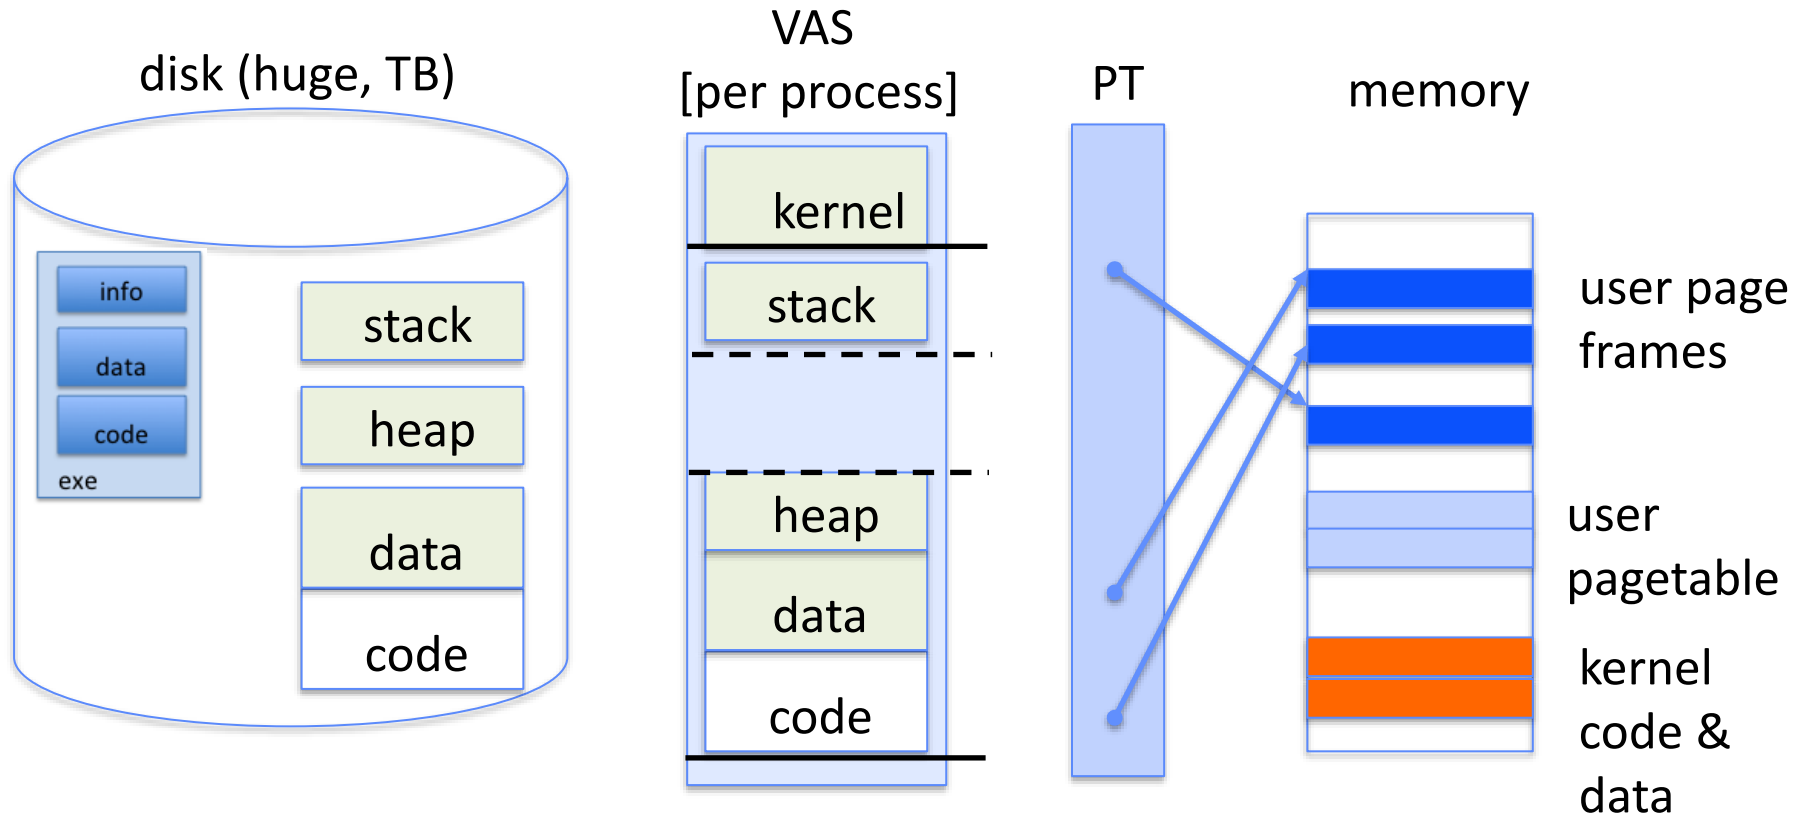 disk (huge, TB)
info
data
code
exe
stack
heap
data
code
VAS
[per process]
kernel
stack
heap
data
code
PT
memory
user page
frames
user
pagetable
kernel
code &
data